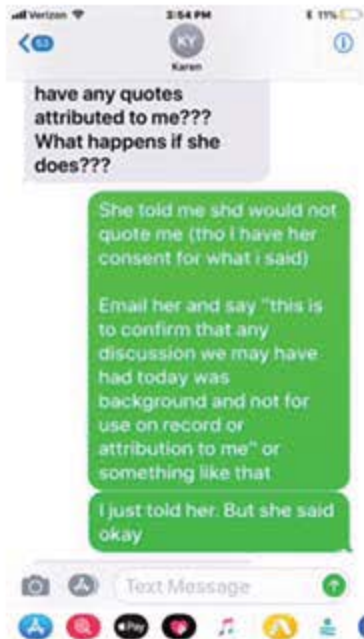 Verizon
3:54 PM
11%
53
KY
Karen
have any quotes
attributed to me???
What happens if she
does???
She told me shd would not
quote me (tho I have her
consent for what i said)
Email her and say "this is
to confirm that any
discussion we may have
had today was
background and not for
use on record or
attribution to me" or
something like that
I just told her. But she said
okay
Text Message
Pay